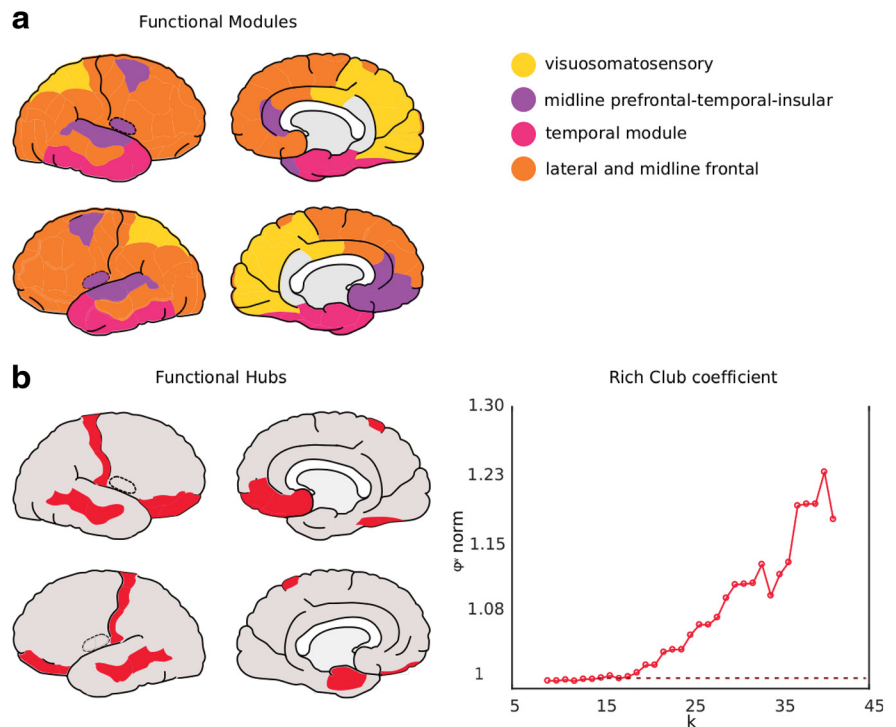 a
Functional Modules
visuosomatosensory
midline prefrontal-temporal-insular
temporal module
lateral and midline frontal
b
Functional Hubs
Rich Club coefficient
1.30
1.23
1.15
1.08
1
φʷ norm
5
15
25
35
45
k